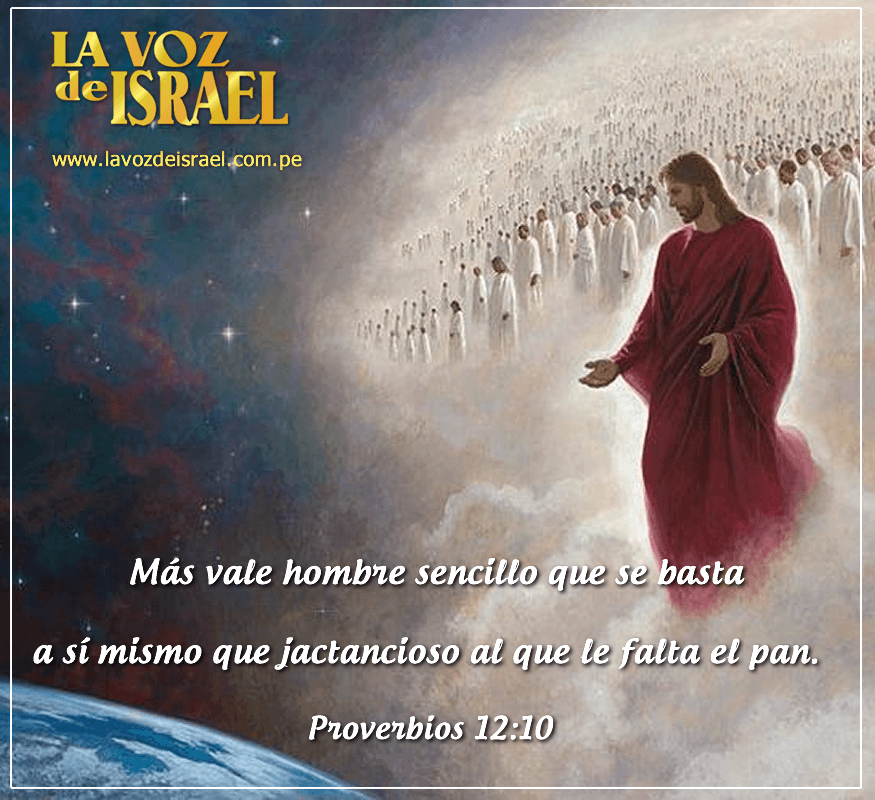 LA VOZ
de ISRAEL
www.lavozdeisrael.com.pe
Más vale hombre sencillo que se basta
a sí mismo que jactancioso al que le falta el pan.
Proverbios 12:10